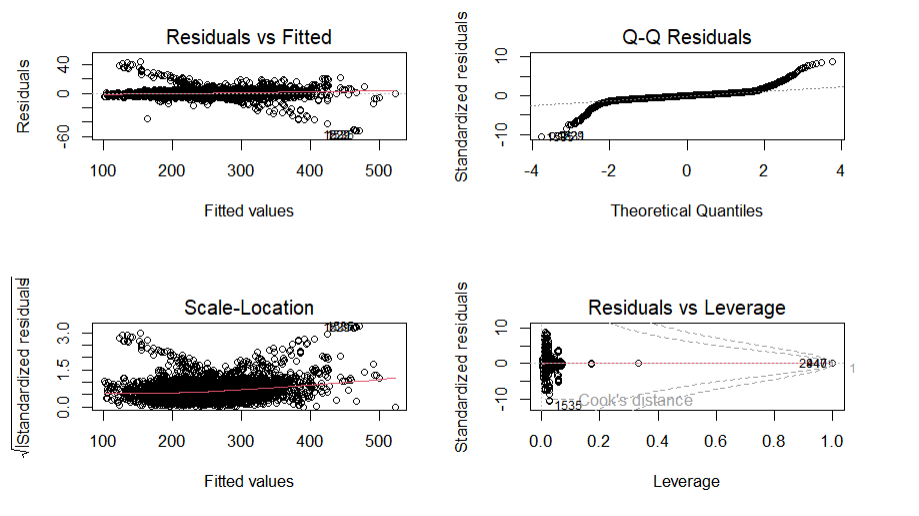 Residuals vs Fitted
Residuals
40
0
-60
100 200 300 400 500
Fitted values
Q-Q Residuals
Standardized residuals
10
0
-10
-4 -2 0 2 4
Theoretical Quantiles
Scale-Location
√|Standardized residuals|
3.0
1.5
0.0
100 200 300 400 500
Fitted values
Residuals vs Leverage
Standardized residuals
10
0
-10
1
Cook's distance
1535
0.0 0.2 0.4 0.6 0.8 1.0
Leverage